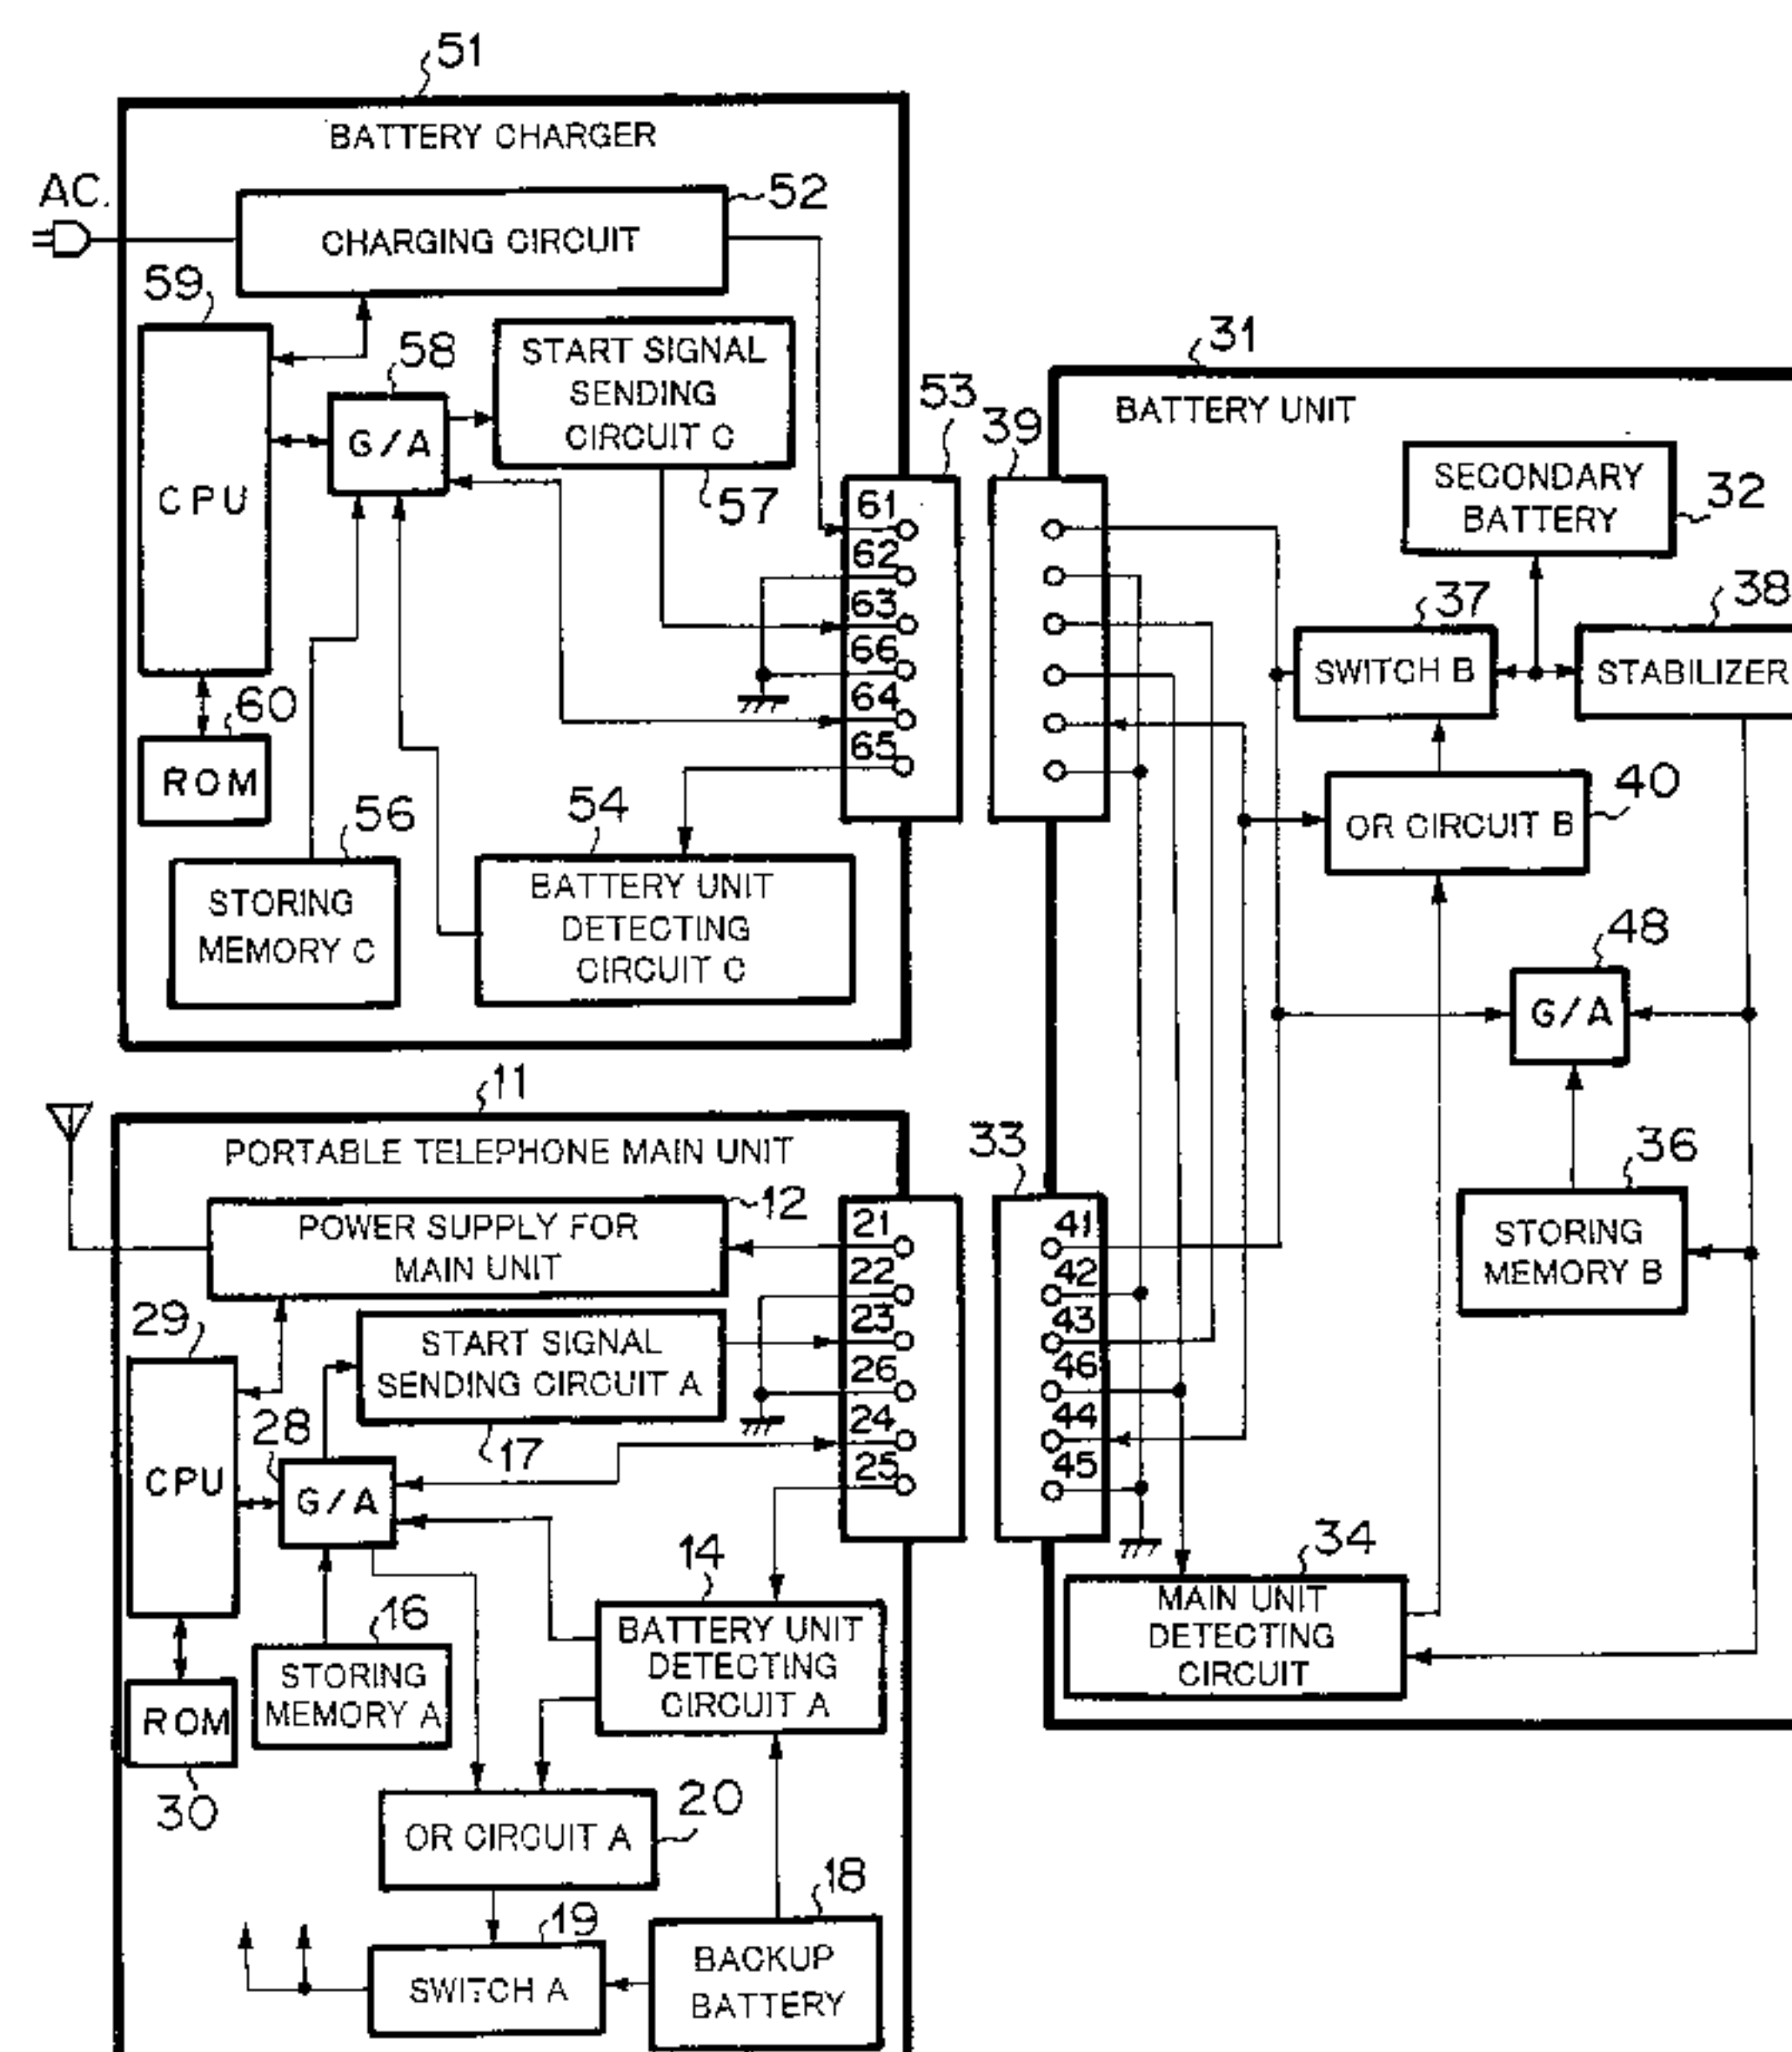 51
BATTERY CHARGER
AC.
52
CHARGING CIRCUIT
59
58
START SIGNAL
SENDING
CIRCUIT C
57
G/A
CPU
53
61
62
63
66
64
65
60
ROM
56
STORING
MEMORY C
54
BATTERY UNIT
DETECTING
CIRCUIT C
31
BATTERY UNIT
39
SECONDARY
BATTERY
32
37
SWITCH B
38
STABILIZER
40
OR CIRCUIT B
48
G/A
36
STORING
MEMORY B
33
41
42
43
46
44
45
34
MAIN UNIT
DETECTING
CIRCUIT
11
PORTABLE TELEPHONE MAIN UNIT
12
POWER SUPPLY FOR
MAIN UNIT
21
22
23
26
24
25
29
START SIGNAL
SENDING CIRCUIT A
17
28
CPU
G/A
14
BATTERY UNIT
DETECTING
CIRCUIT A
16
STORING
MEMORY A
ROM
30
20
OR CIRCUIT A
18
BACKUP
BATTERY
19
SWITCH A